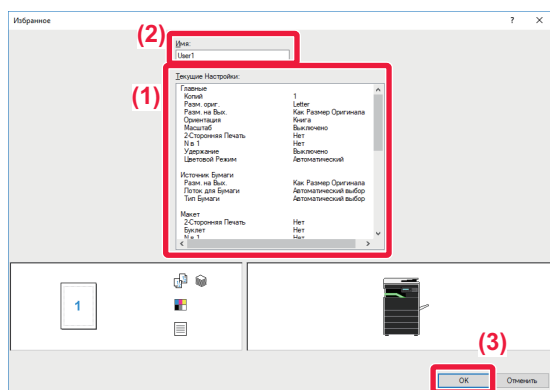 Избранное ? X
(2)
Имя:
User1
(1)
Текущие Настройки:
Главные
Копий 1
Разм. ориг. Letter
Разм. на Вых. Как Размер Оригинала
Ориентация Книга
Масштаб Выключено
2-Сторонняя Печать Нет
N в 1 Нет
Удержание Выключено
Цветовой Режим Автоматический
Источник Бумаги
Разм. на Вых. Как Размер Оригинала
Лоток для Бумаги Автоматический выбор
Тип Бумаги Автоматический выбор
Макет
2-Сторонняя Печать Нет
Буклет Нет
N в 1 Нет
1
(3)
OK Отменить